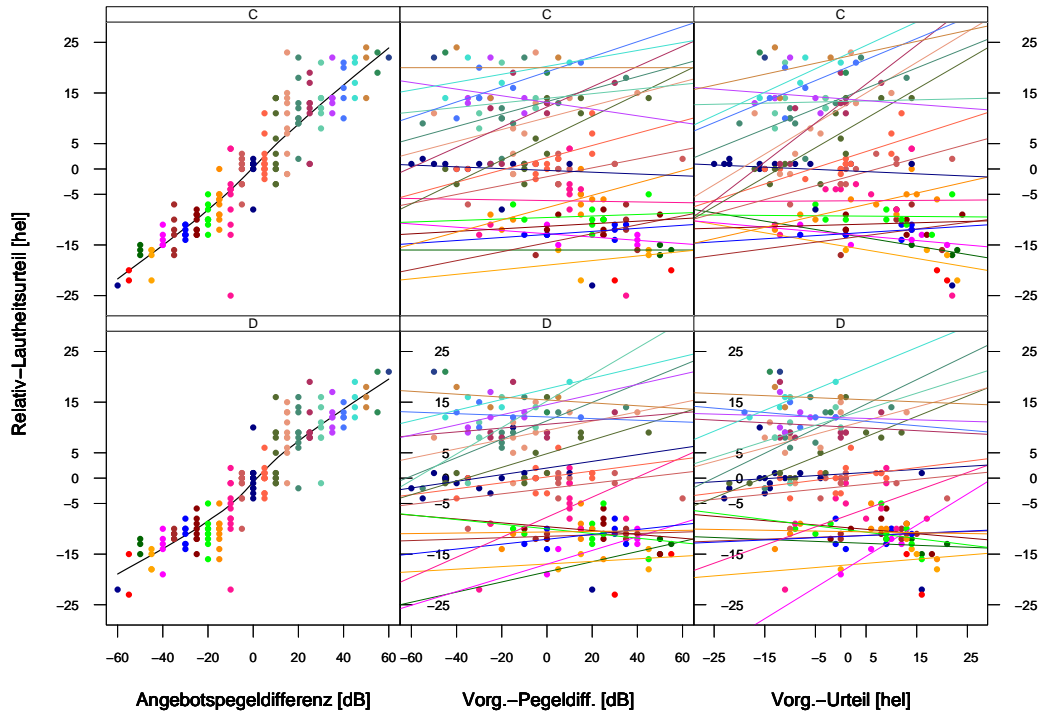 C C C
25 25
15 15
5 5
0 0
−5 −5
−15 −15
−25 −25
D D D
25 25 25 25
15 15 15 15
5 5 5 5
0 0 0 0
−5 −5 −5 −5
−15 −15 −15 −15
−25 −25 −25 −25
−60 −40 −20 0 20 40 60 −60 −40 −20 0 20 40 60 −25 −15 −5 0 5 15 25
Relativ−Lautheitsurteil [hel]
Angebotspegeldifferenz [dB] Vorg.−Pegeldiff. [dB] Vorg.−Urteil [hel]